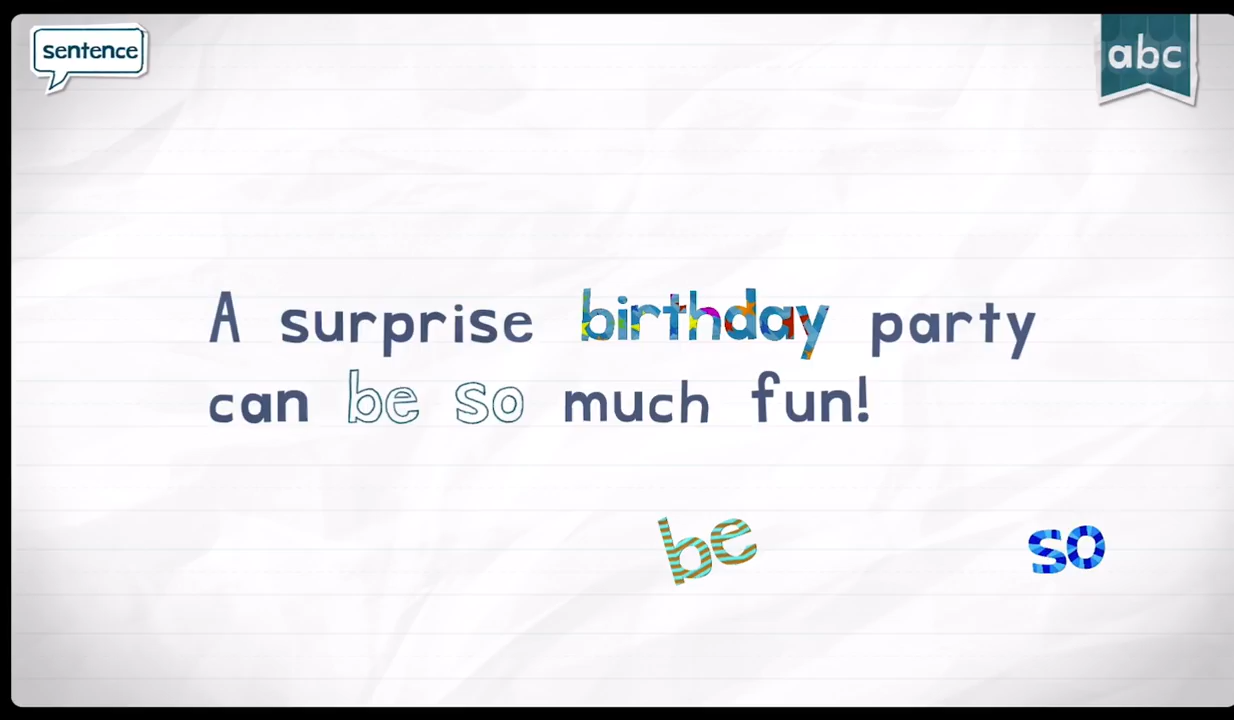 sentence
abc
A surprise birthday party
can be so much fun!
be so